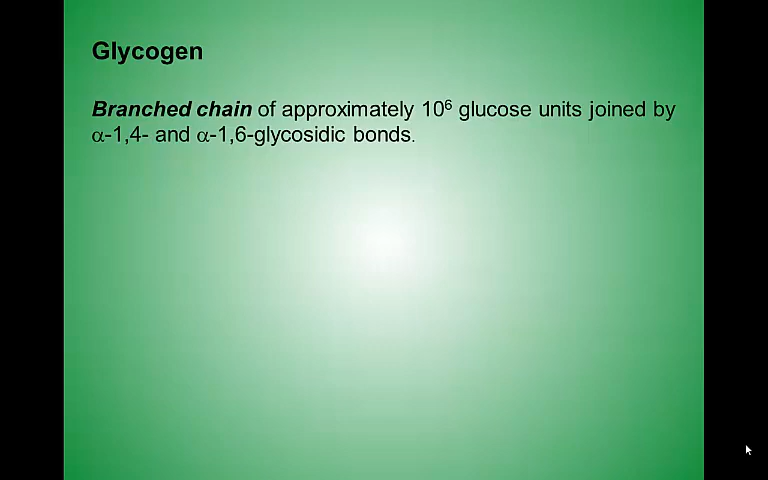 Glycogen
Branched chain of approximately 10⁶ glucose units joined by
α-1,4- and α-1,6-glycosidic bonds.